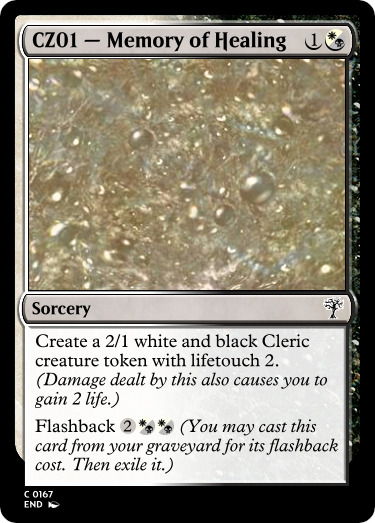 CZ01 — Memory of Healing 1
Sorcery
Create a 2/1 white and black Cleric
creature token with lifetouch 2.
(Damage dealt by this also causes you to
gain 2 life.)
Flashback 2 (You may cast this
card from your graveyard for its flashback
cost. Then exile it.)
C 0167
END